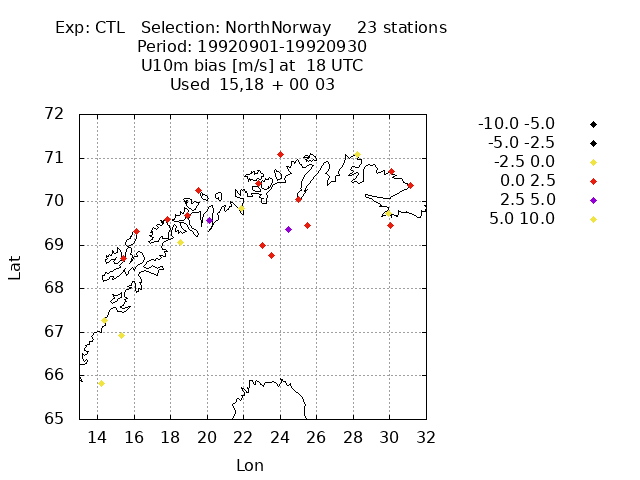 Exp: CTL Selection: NorthNorway 23 stations
Period: 19920901-19920930
U10m bias [m/s] at 18 UTC
Used 15,18 + 00 03
-10.0 -5.0
-5.0 -2.5
-2.5 0.0
0.0 2.5
2.5 5.0
5.0 10.0
72
71
70
69
68
67
66
65
Lat
14 16 18 20 22 24 26 28 30 32
Lon